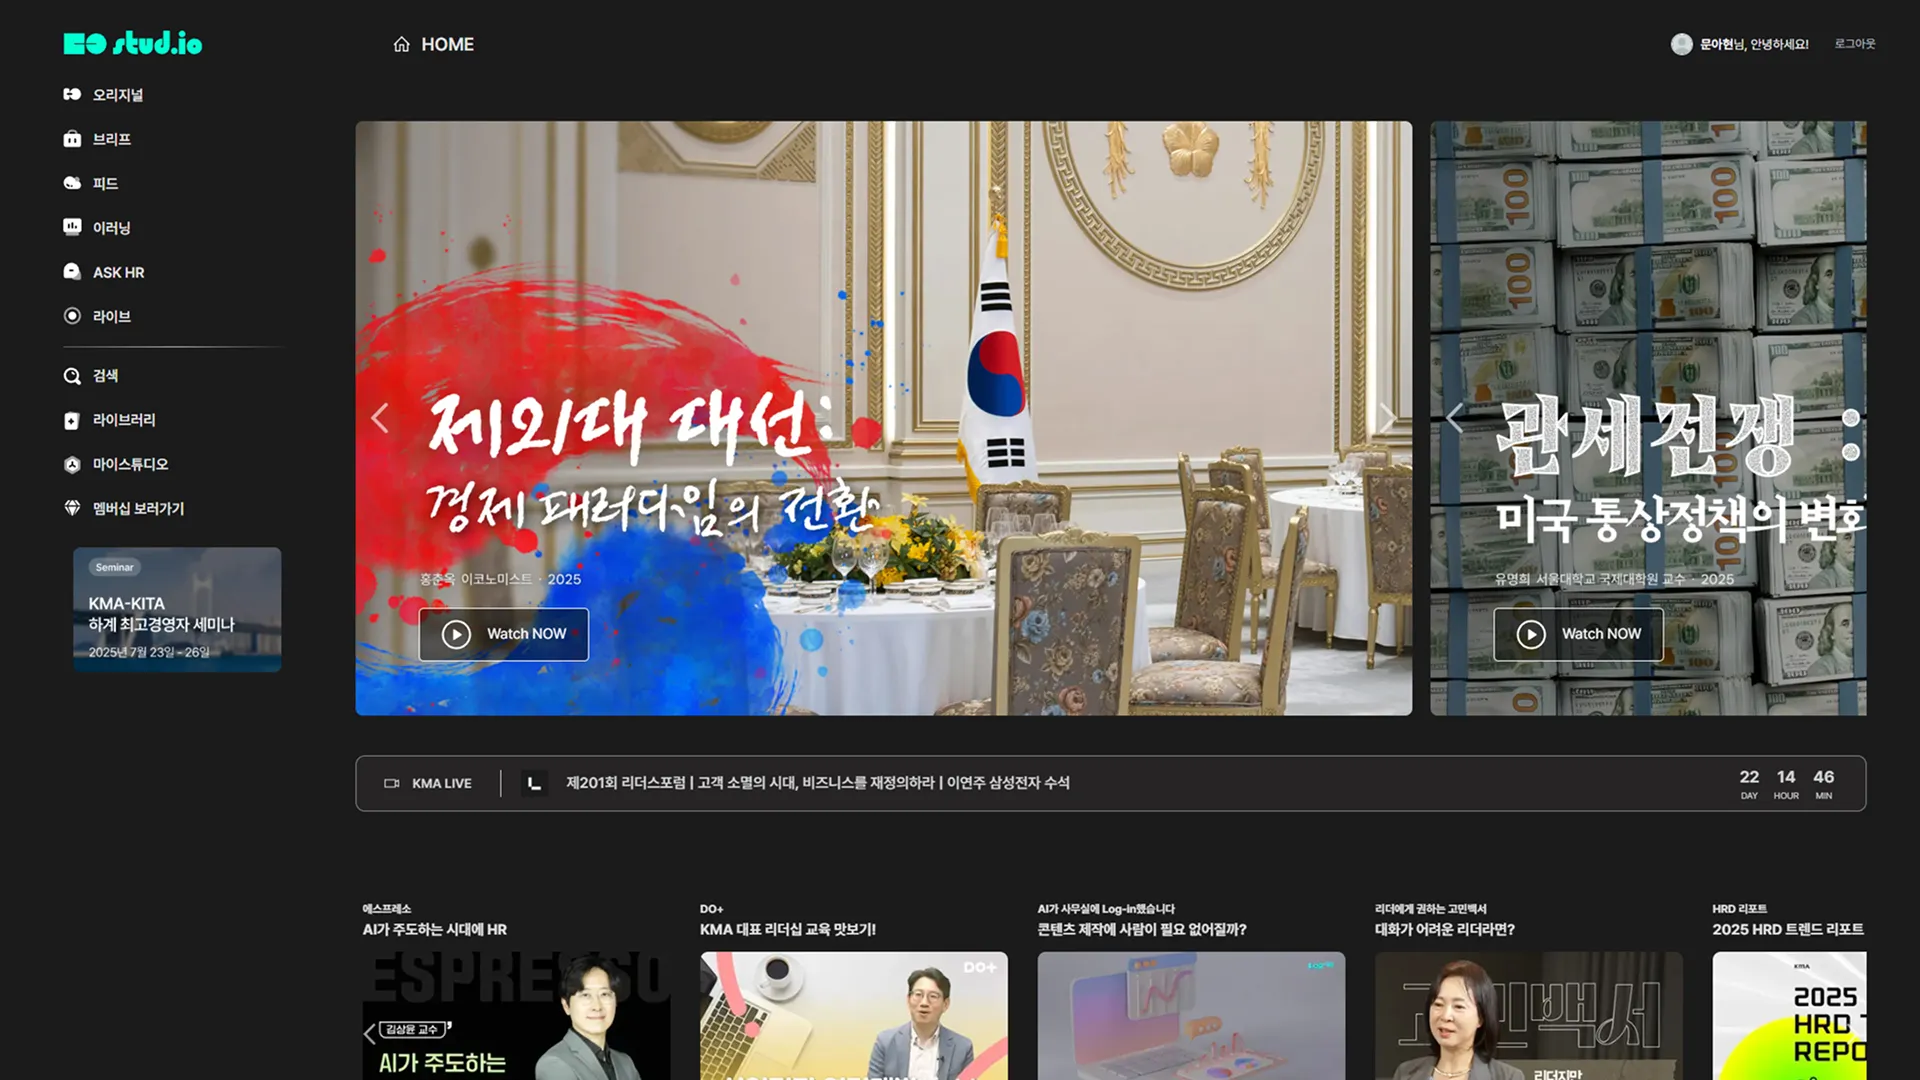 stud.io
HOME
문아현님, 안녕하세요!
로그아웃
오리지널
브리프
피드
이러닝
ASK HR
라이브
검색
라이브러리
마이스튜디오
멤버십 보러가기
Seminar
KMA-KITA
하계 최고경영자 세미나
2025년 7월 23일 - 26일
제21대 대선:
경제 패러다임의 전환
홍춘욱 이코노미스트 · 2025
Watch NOW
관세전쟁 :
미국 통상정책의 변화
유명희 서울대학교 국제대학원 교수 · 2025
Watch NOW
KMA LIVE
제201회 리더스포럼 | 고객 소멸의 시대, 비즈니스를 재정의하라 | 이연주 삼성전자 수석
22 14 46
DAY HOUR MIN
에스프레소
AI가 주도하는 시대에 HR
ESPRESSO
김상윤 교수
AI가 주도하는
DO+
KMA 대표 리더십 교육 맛보기!
DO+
AI가 사무실에 Log-in했습니다
콘텐츠 제작에 사람이 필요 없어질까?
리더에게 권하는 고민백서
대화가 어려운 리더라면?
고민백서
리더지만
HRD 리포트
2025 HRD 트렌드 리포트
KMA
2025
HRD T
REPO